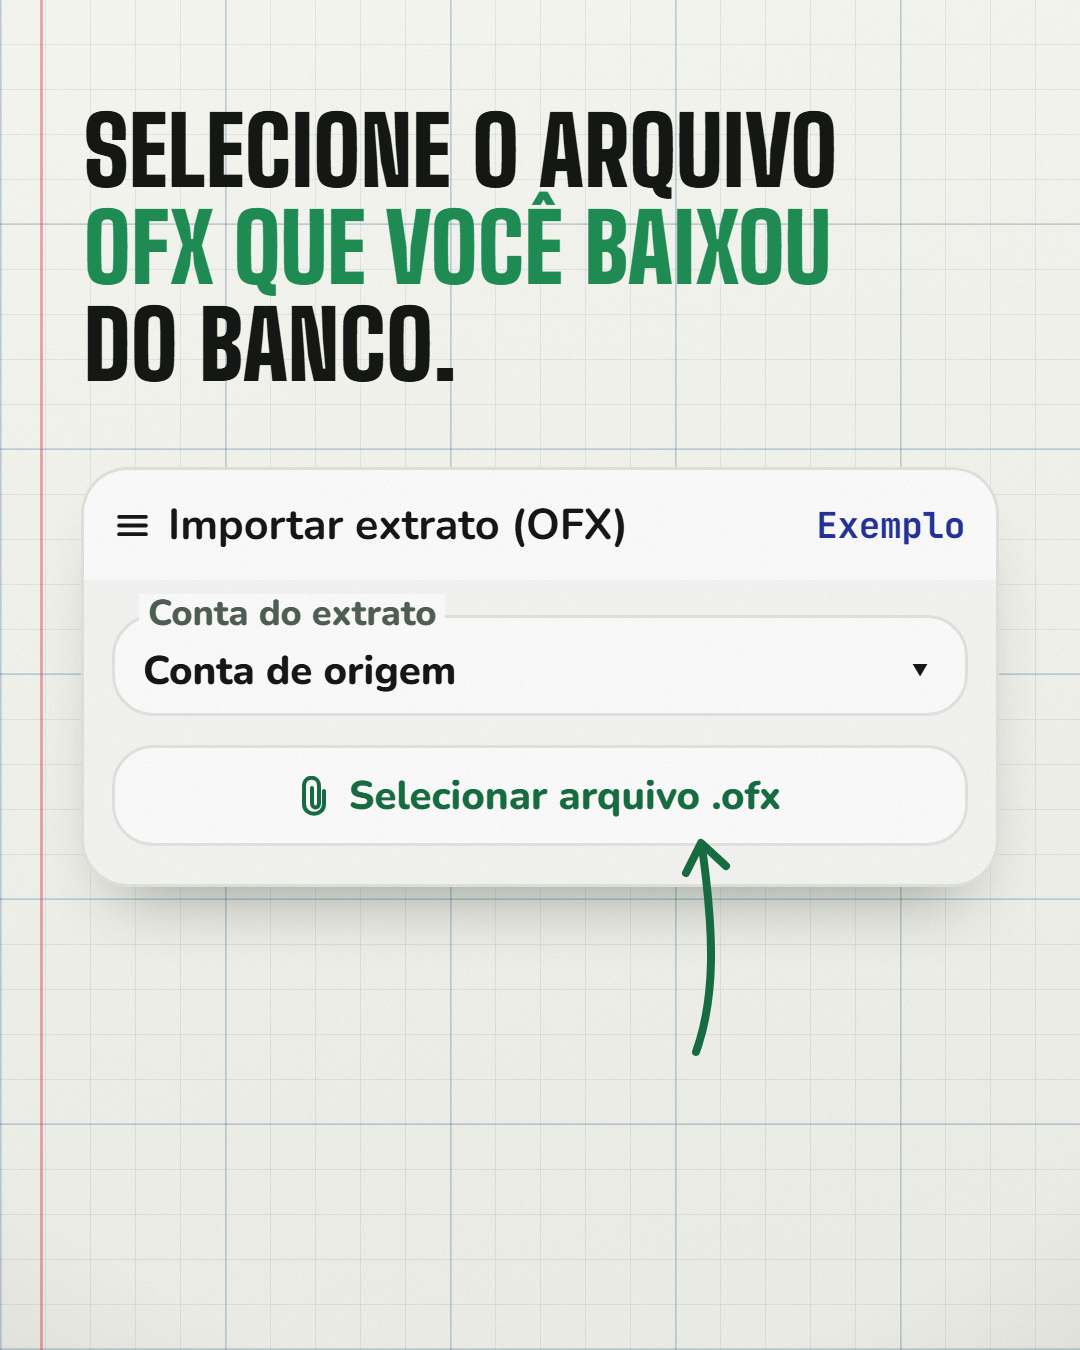 SELECIONE O ARQUIVO
OFX QUE VOCÊ BAIXOU
DO BANCO.
Importar extrato (OFX)
Exemplo
Conta do extrato
Conta de origem
Selecionar arquivo .ofx